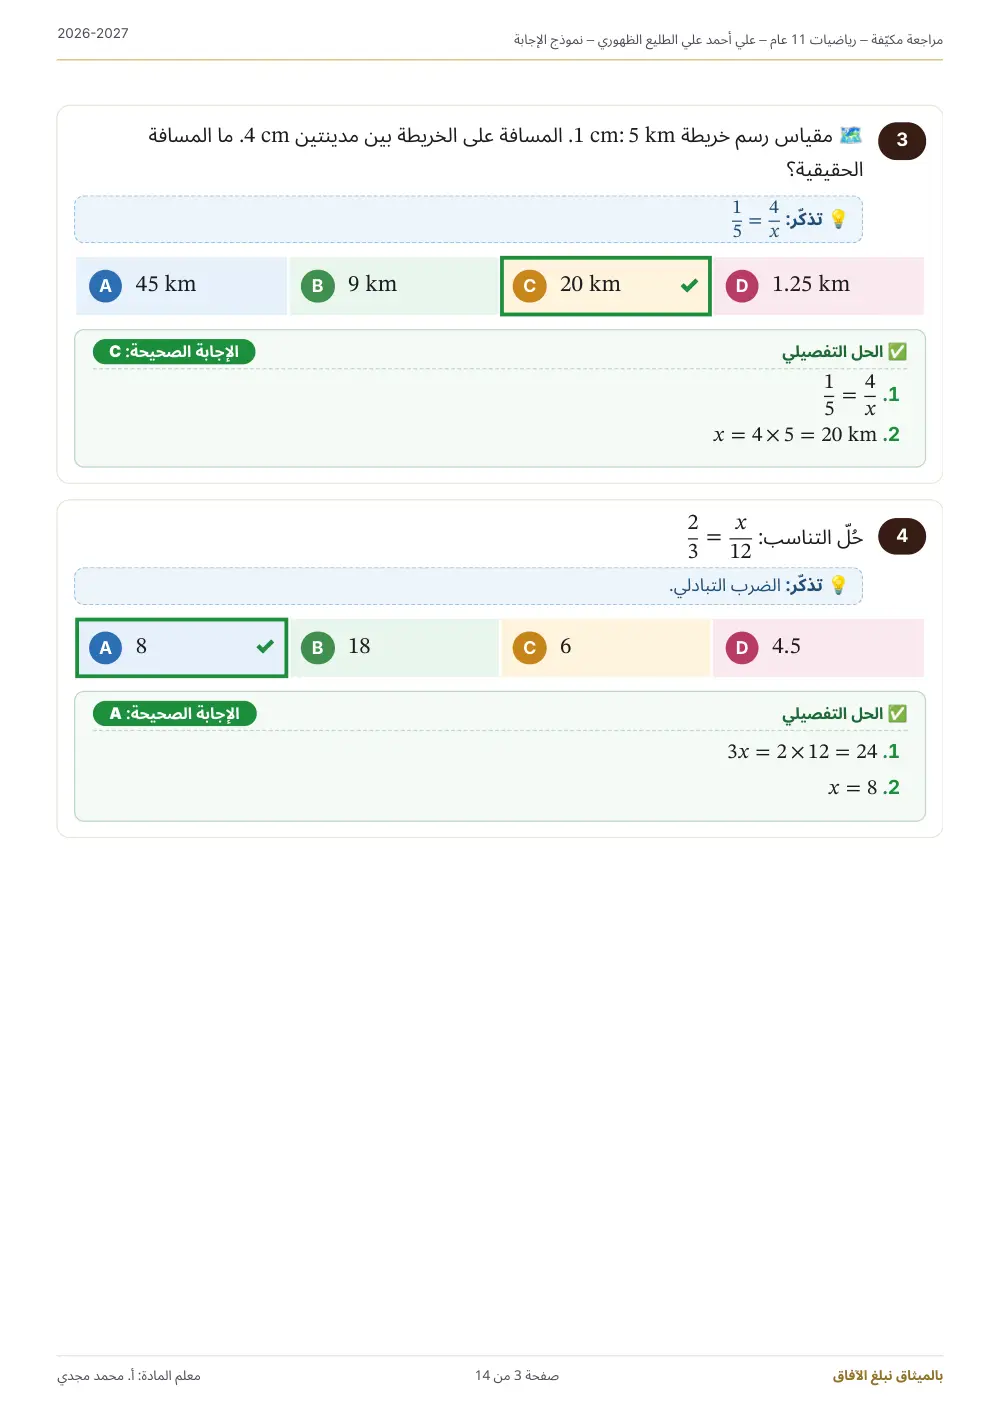 مراجعة مكيّفة – رياضيات 11 عام – علي أحمد علي الطليع الظهوري – نموذج الإجابة
2026-2027
3
🗺️ مقياس رسم خريطة 1 cm: 5 km. المسافة على الخريطة بين مدينتين 4 cm. ما المسافة
الحقيقية؟
💡 تذكّر: 1/5 = 4/x
A 45 km
B 9 km
C 20 km ✓
D 1.25 km
✅ الحل التفصيلي
الإجابة الصحيحة: C
1. 1/5 = 4/x
2. x = 4 × 5 = 20 km
4
حُلّ التناسب: 2/3 = x/12
💡 تذكّر: الضرب التبادلي.
A 8 ✓
B 18
C 6
D 4.5
✅ الحل التفصيلي
الإجابة الصحيحة: A
1. 3x = 2 × 12 = 24
2. x = 8
بالميثاق نبلغ الآفاق
صفحة 3 من 14
معلم المادة: أ. محمد مجدي